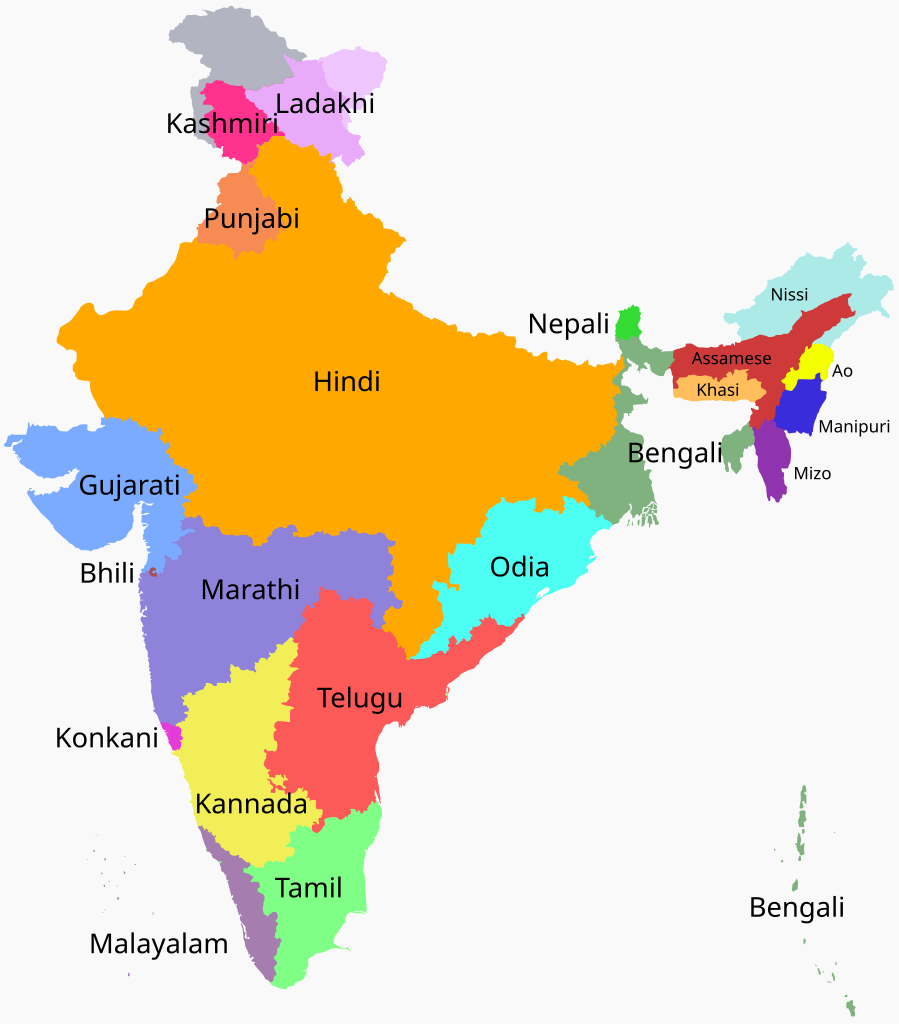 Ladakhi
Kashmiri
Punjabi
Nissi
Nepali
Assamese
Ao
Hindi
Khasi
Manipuri
Bengali
Mizo
Gujarati
Odia
Bhili
Marathi
Telugu
Konkani
Kannada
Tamil
Bengali
Malayalam